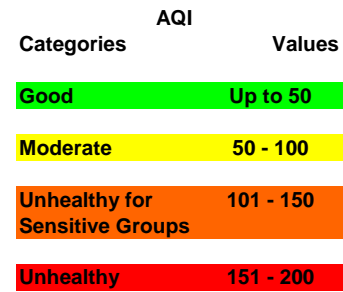 AQI
Categories Values
Good Up to 50
Moderate 50 - 100
Unhealthy for 101 - 150
Sensitive Groups
Unhealthy 151 - 200